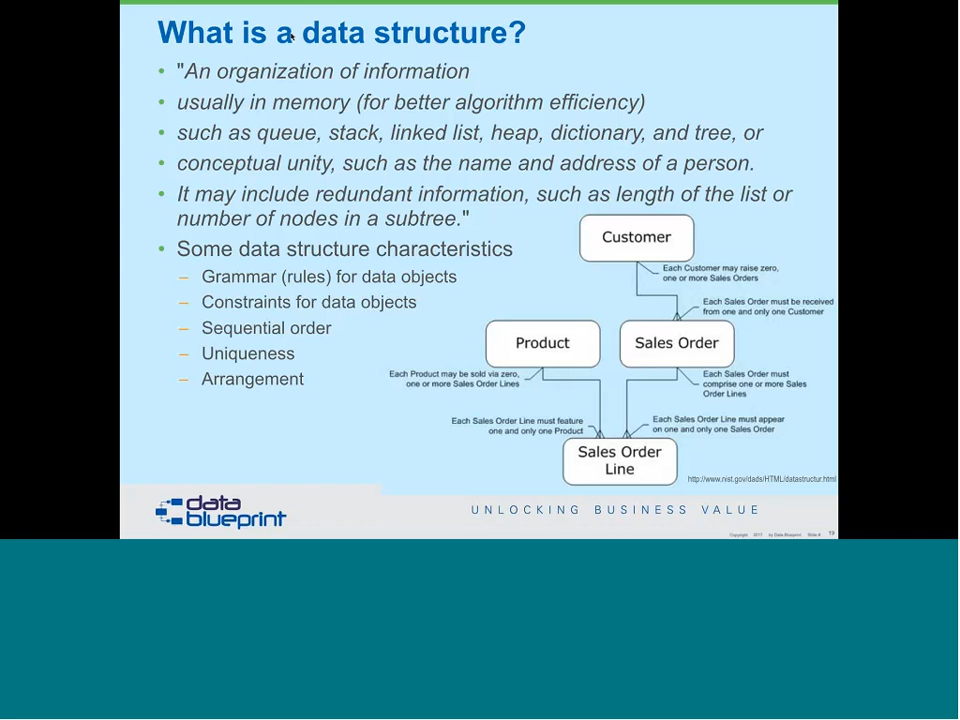 What is a data structure?
• "An organization of information
• usually in memory (for better algorithm efficiency)
• such as queue, stack, linked list, heap, dictionary, and tree, or
• conceptual unity, such as the name and address of a person.
• It may include redundant information, such as length of the list or
number of nodes in a subtree."
• Some data structure characteristics
– Grammar (rules) for data objects
– Constraints for data objects
– Sequential order
– Uniqueness
– Arrangement
Customer
Each Customer may raise zero,
one or more Sales Orders
Each Sales Order must be received
from one and only one Customer
Product
Sales Order
Each Product may be sold via zero,
one or more Sales Order Lines
Each Sales Order must
comprise one or more Sales
Order Lines
Each Sales Order Line must feature
one and only one Product
Each Sales Order Line must appear
on one and only one Sales Order
Sales Order
Line
http://www.nist.gov/dads/HTML/datastructur.html
data
blueprint
UNLOCKING BUSINESS VALUE
Copyright 2017 by Data Blueprint Slide # 19